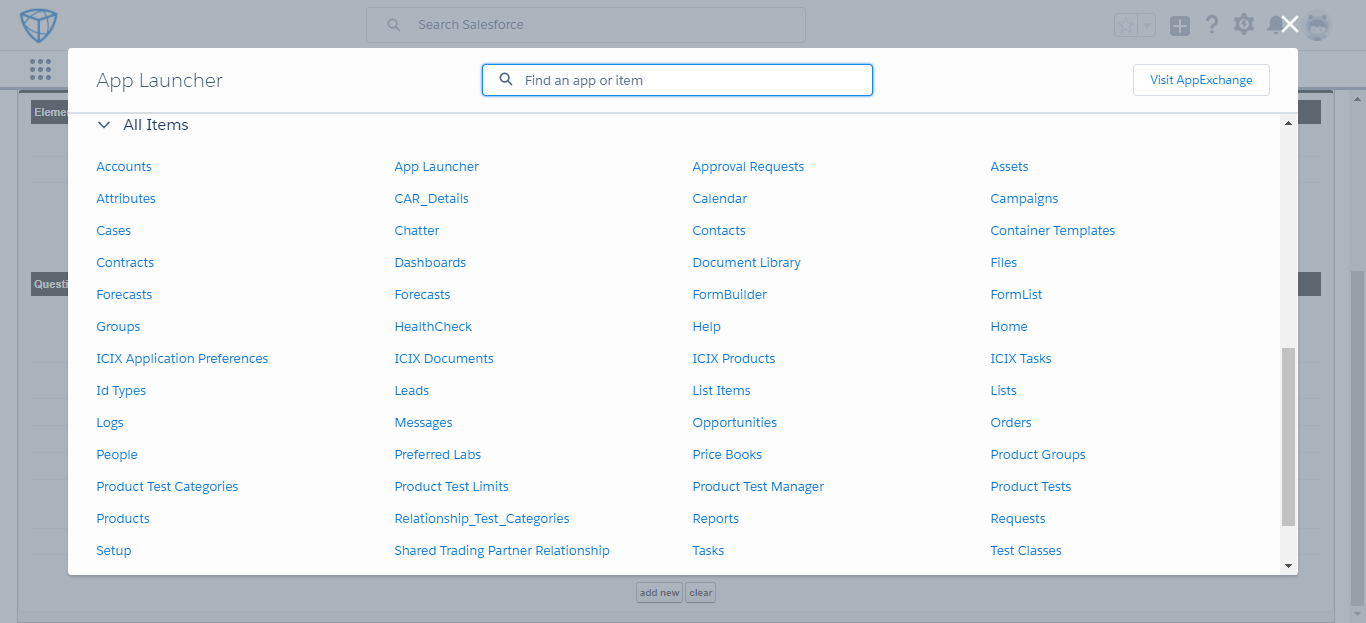 Search Salesforce
App Launcher
Find an app or item
Visit AppExchange
Eleme
All Items
Accounts App Launcher Approval Requests Assets
Attributes CAR_Details Calendar Campaigns
Cases Chatter Contacts Container Templates
Contracts Dashboards Document Library Files
Questi
Forecasts Forecasts FormBuilder FormList
Groups HealthCheck Help Home
ICIX Application Preferences ICIX Documents ICIX Products ICIX Tasks
Id Types Leads List Items Lists
Logs Messages Opportunities Orders
People Preferred Labs Price Books Product Groups
Product Test Categories Product Test Limits Product Test Manager Product Tests
Products Relationship_Test_Categories Reports Requests
Setup Shared Trading Partner Relationship Tasks Test Classes
add new clear